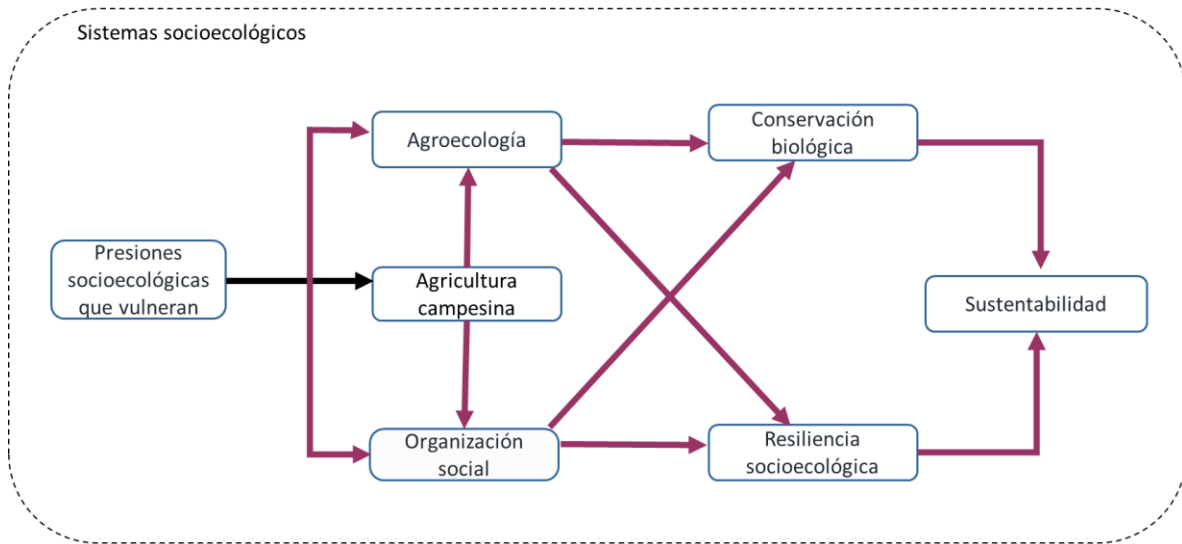 Sistemas socioecológicos
Presiones
socioecológicas
que vulneran
Agroecología
Agricultura
campesina
Organización
social
Conservación
biológica
Resiliencia
socioecológica
Sustentabilidad